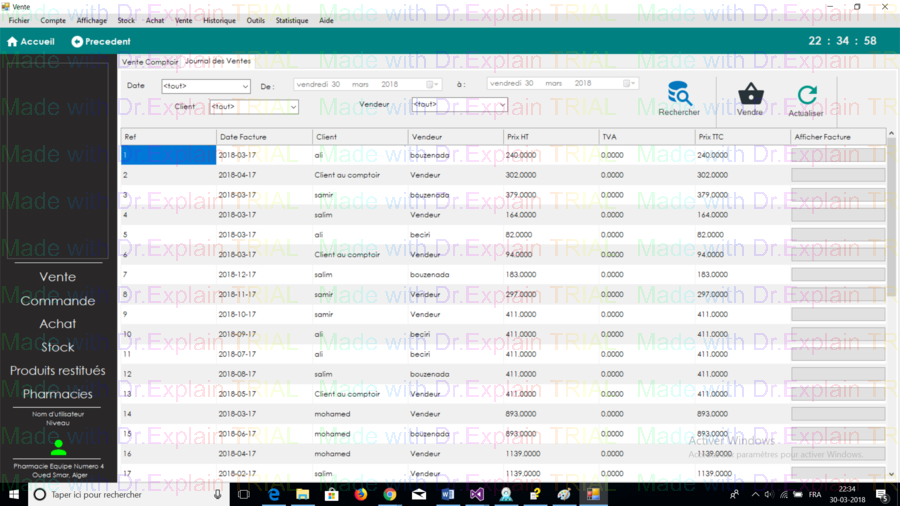 Vente
Fichier Compte Affichage Stock Achat Vente Historique Outils Statistique Aide
Accueil Precedent 22 : 34 : 58
Vente Comptoir Journal des Ventes
Date <tout> De : vendredi 30 mars 2018 à : vendredi 30 mars 2018
Client <tout> Vendeur <tout>
Rechercher Vendre Actualiser
Ref Date Facture Client Vendeur Prix HT TVA Prix TTC Afficher Facture
1 2018-03-17 ali bouzenada 240.0000 0.0000 240.0000
2 2018-04-17 Client au comptoir Vendeur 302.0000 0.0000 302.0000
3 2018-03-17 samir bouzenada 379.0000 0.0000 379.0000
4 2018-03-17 salim Vendeur 164.0000 0.0000 164.0000
5 2018-03-17 ali beciri 82.0000 0.0000 82.0000
6 2018-03-17 Client au comptoir Vendeur 94.0000 0.0000 94.0000
7 2018-12-17 salim bouzenada 183.0000 0.0000 183.0000
8 2018-11-17 samir Vendeur 297.0000 0.0000 297.0000
9 2018-10-17 samir Vendeur 411.0000 0.0000 411.0000
10 2018-09-17 ali beciri 411.0000 0.0000 411.0000
11 2018-07-17 ali beciri 411.0000 0.0000 411.0000
12 2018-08-17 salim bouzenada 411.0000 0.0000 411.0000
13 2018-05-17 Client au comptoir Vendeur 411.0000 0.0000 411.0000
14 2018-03-17 mohamed Vendeur 893.0000 0.0000 893.0000
15 2018-06-17 mohamed bouzenada 893.0000 0.0000 893.0000
16 2018-04-17 mohamed Vendeur 1139.0000 0.0000 1139.0000
17 2018-02-17 salim Vendeur 1139.0000 0.0000 1139.0000
Vente
Commande
Achat
Stock
Produits restitués
Pharmacies
Nom d'utilisateur
Niveau
Pharmacie Equipe Numero 4
Oued Smar, Alger
Activer Windows
Accédez aux paramètres pour activer Windows.
Made with Dr.Explain TRIAL
Taper ici pour rechercher
FRA
22:34
30-03-2018
5